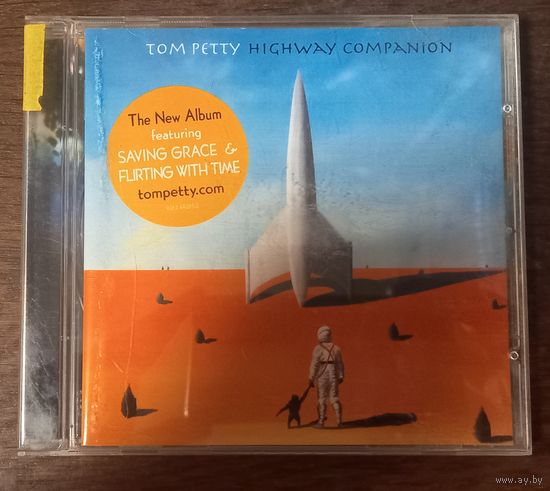 TOM PETTY HIGHWAY COMPANION
The New Album
featuring
SAVING GRACE &
FLIRTING WITH TIME
tompetty.com
www.ay.by